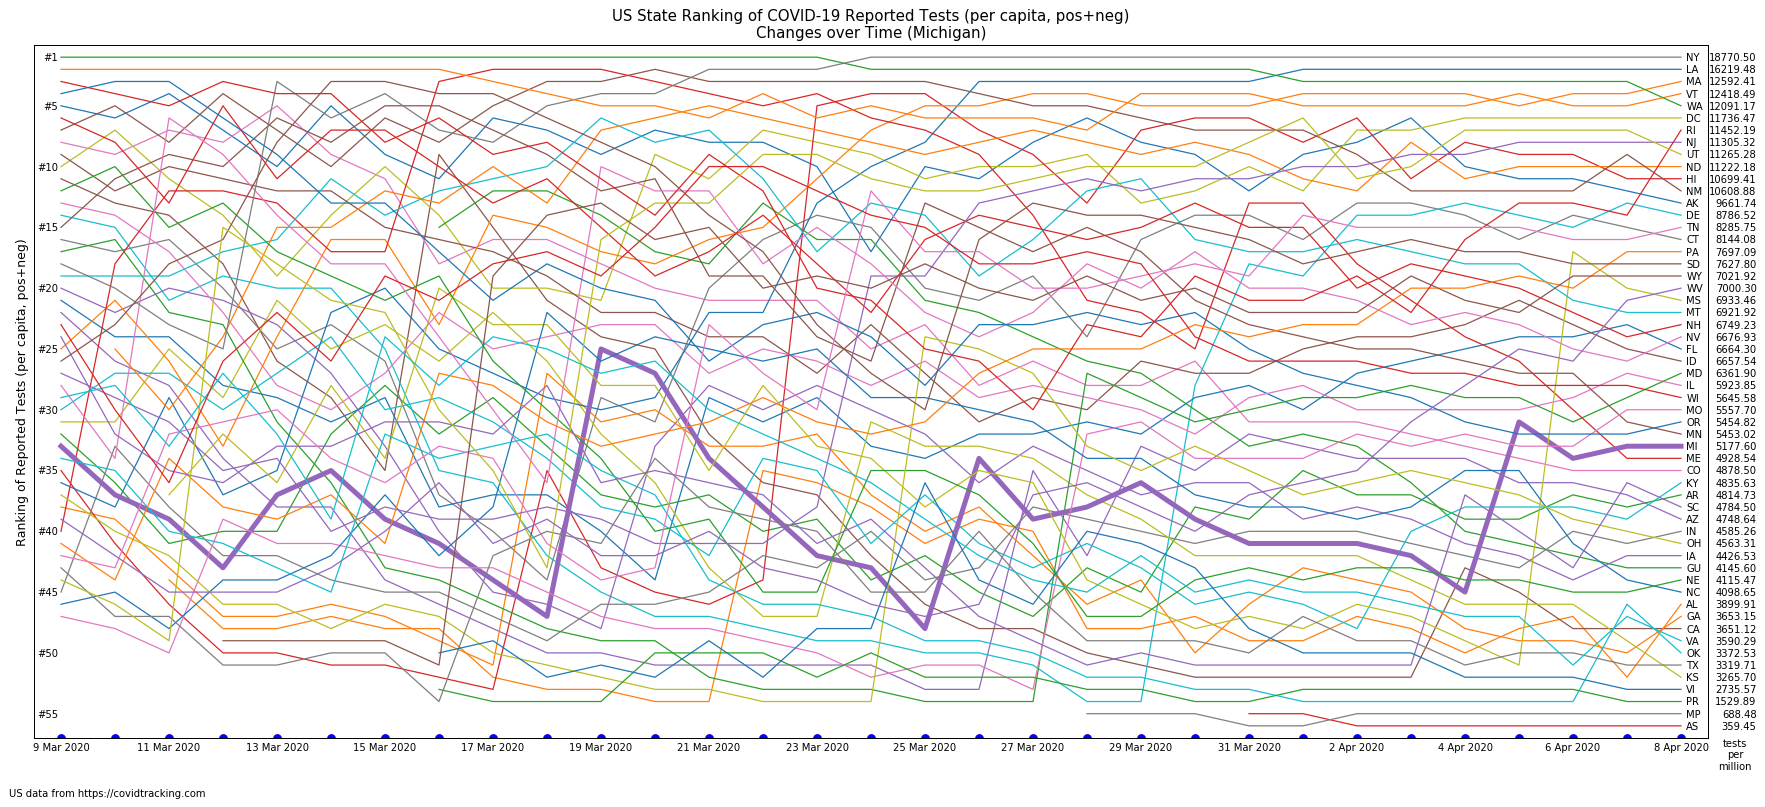 US State Ranking of COVID-19 Reported Tests (per capita, pos+neg)
Changes over Time (Michigan)
Ranking of Reported Tests (per capita, pos+neg)
#1
#5
#10
#15
#20
#25
#30
#35
#40
#45
#50
#55
NY 18770.50
LA 16219.48
MA 12592.41
VT 12418.49
WA 12091.17
DC 11736.47
RI 11452.19
NJ 11305.32
UT 11265.28
ND 11222.18
HI 10699.41
NM 10608.88
AK 9661.74
DE 8786.52
TN 8285.75
CT 8144.08
PA 7697.09
SD 7627.80
WY 7021.92
WV 7000.30
MS 6933.46
MT 6921.92
NH 6749.23
NV 6676.93
FL 6664.30
ID 6657.54
MD 6361.90
IL 5923.85
WI 5645.58
MO 5557.70
OR 5454.82
MN 5453.02
MI 5177.60
ME 4928.54
CO 4878.50
KY 4835.63
AR 4814.73
SC 4784.50
AZ 4748.64
IN 4585.26
OH 4563.31
IA 4426.53
GU 4145.60
NE 4115.47
NC 4098.65
AL 3899.91
GA 3653.15
CA 3651.12
VA 3590.29
OK 3372.53
TX 3319.71
KS 3265.70
VI 2735.57
PR 1529.89
MP 688.48
AS 359.45
9 Mar 2020 11 Mar 2020 13 Mar 2020 15 Mar 2020 17 Mar 2020 19 Mar 2020 21 Mar 2020 23 Mar 2020 25 Mar 2020 27 Mar 2020 29 Mar 2020 31 Mar 2020 2 Apr 2020 4 Apr 2020 6 Apr 2020 8 Apr 2020
tests
per
million
US data from https://covidtracking.com